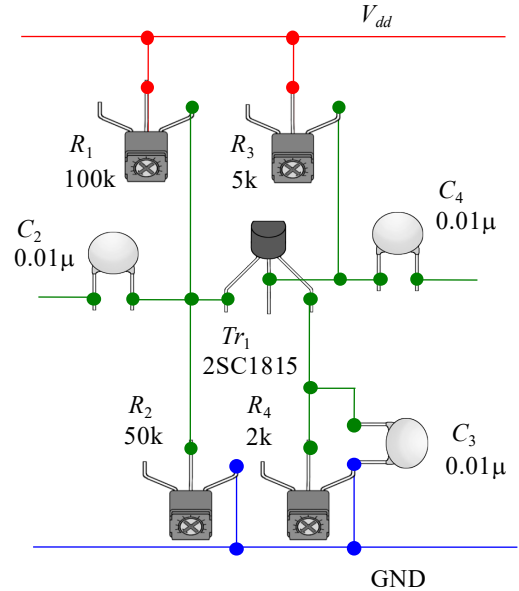 V_dd
R_1
100k
R_3
5k
C_4
0.01μ
C_2
0.01μ
Tr_1
2SC1815
R_2
50k
R_4
2k
C_3
0.01μ
GND